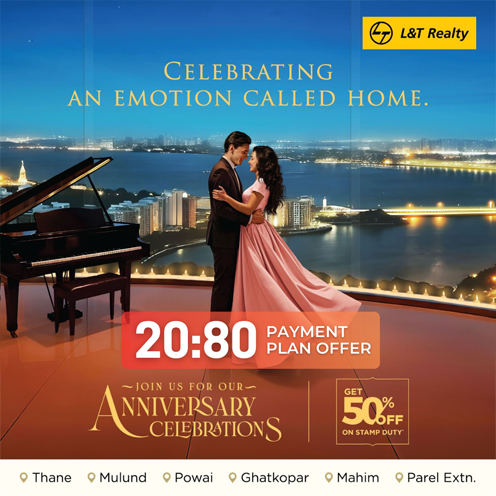 L&T Realty
CELEBRATING
AN EMOTION CALLED HOME.
20:80 PAYMENT
PLAN OFFER
JOIN US FOR OUR
ANNIVERSARY
CELEBRATIONS
GET
50% OFF
ON STAMP DUTY*
Thane Mulund Powai Ghatkopar Mahim Parel Extn.